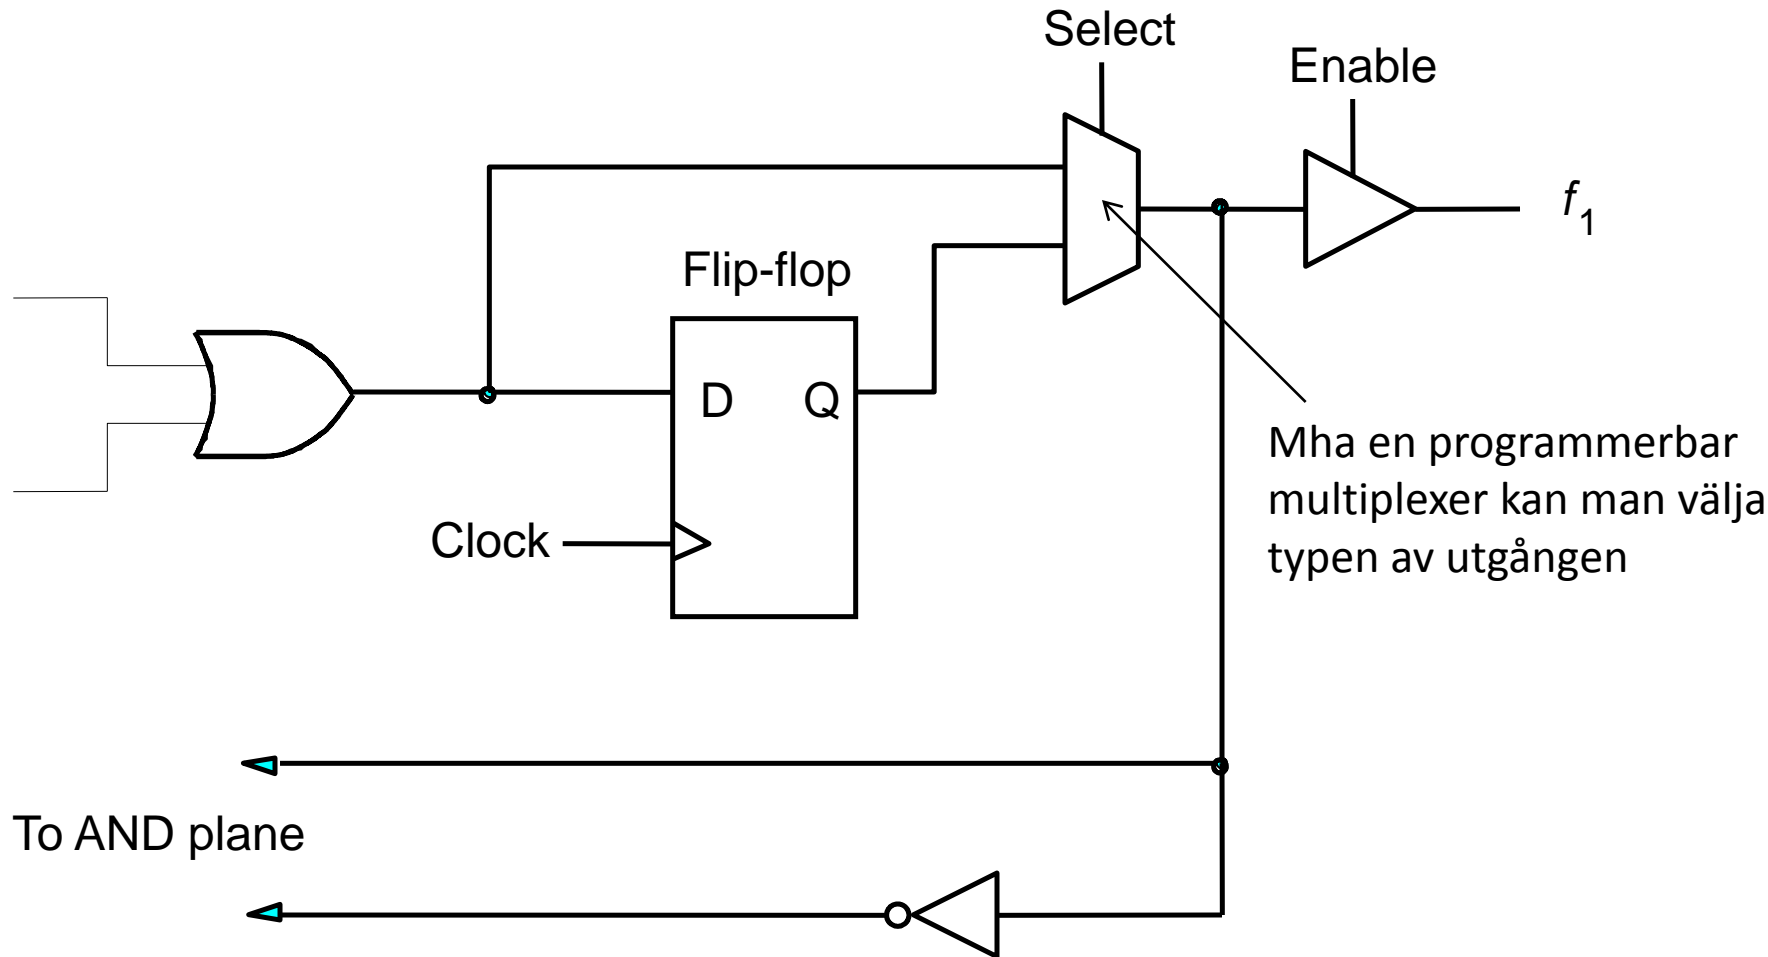 Select
Enable
f1
Flip-flop
D Q
Clock
Mha en programmerbar
multiplexer kan man välja
typen av utgången
To AND plane